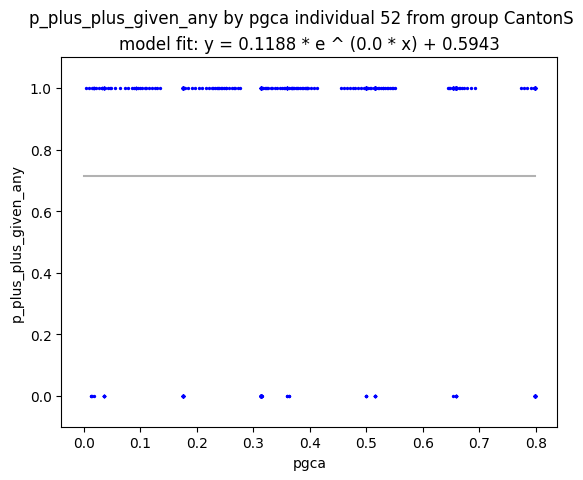 p_plus_plus_given_any by pgca individual 52 from group CantonS
model fit: y = 0.1188 * e ^ (0.0 * x) + 0.5943
1.0
0.8
0.6
0.4
0.2
0.0
p_plus_plus_given_any
0.0 0.1 0.2 0.3 0.4 0.5 0.6 0.7 0.8
pgca